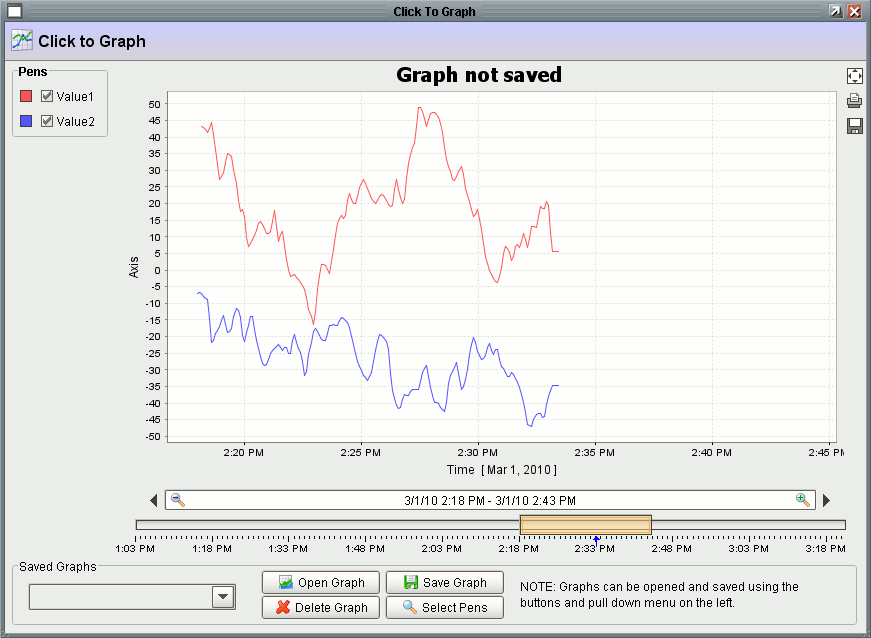 Click To Graph
Click to Graph
Pens
Value1
Value2
Graph not saved
50
45
40
35
30
25
20
15
10
5
0
-5
-10
-15
-20
-25
-30
-35
-40
-45
-50
Axis
2:20 PM 2:25 PM 2:30 PM 2:35 PM 2:40 PM 2:45 PM
Time [ Mar 1, 2010 ]
3/1/10 2:18 PM - 3/1/10 2:43 PM
1:03 PM 1:18 PM 1:33 PM 1:48 PM 2:03 PM 2:18 PM 2:33 PM 2:48 PM 3:03 PM 3:18 PM
Saved Graphs
Open Graph Save Graph
Delete Graph Select Pens
NOTE: Graphs can be opened and saved using the
buttons and pull down menu on the left.